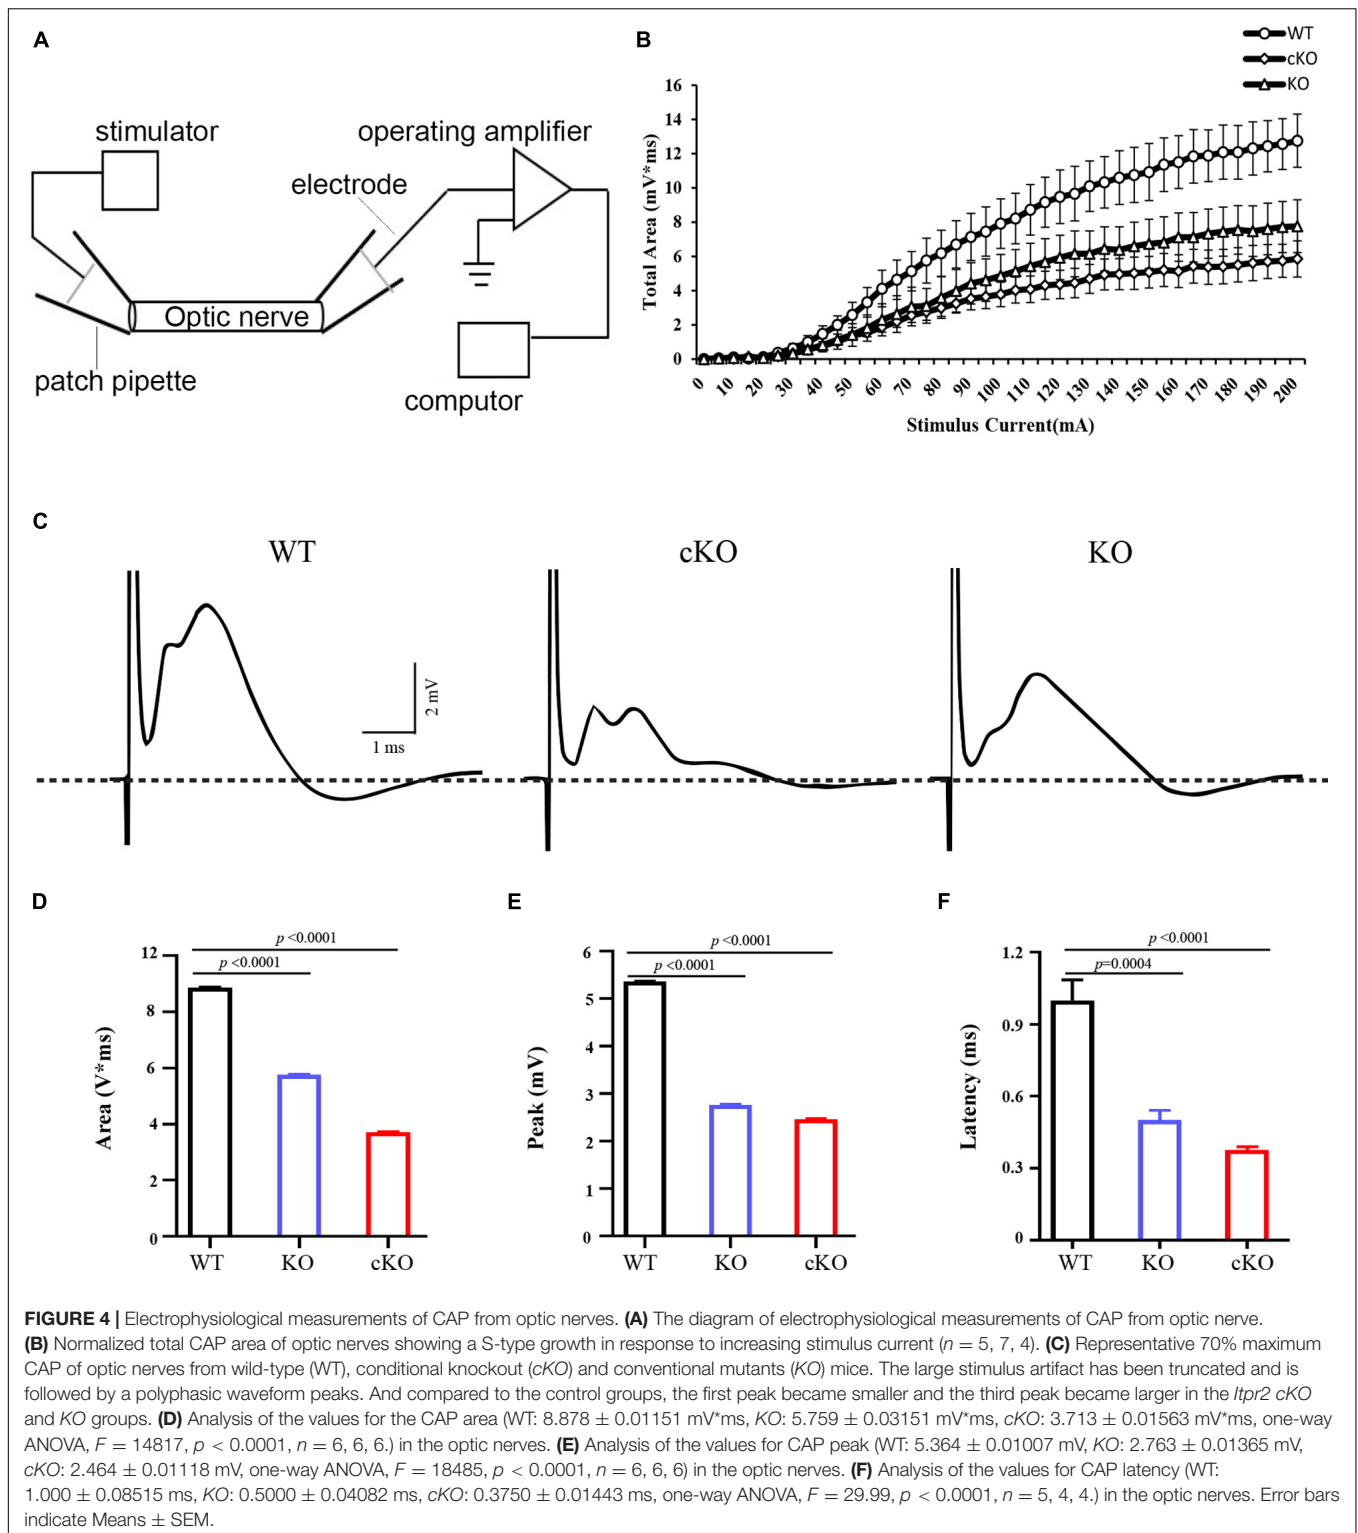 A
stimulator
operating amplifier
electrode
Optic nerve
patch pipette
computor
B
WT
cKO
KO
16
14
12
10
8
6
4
2
0
Total Area (mV*ms)
0 10 20 30 40 50 60 70 80 90 100 110 120 130 140 150 160 170 180 190 200
Stimulus Current(mA)
C
WT
cKO
KO
2 mV
1 ms
D
p <0.0001
p <0.0001
12
8
6
4
2
0
Area (V*ms)
WT KO cKO
E
p <0.0001
p <0.0001
6
5
4
3
2
1
0
Peak (mV)
WT KO cKO
F
p <0.0001
p=0.0004
1.2
0.9
0.6
0.3
0
Latency (ms)
WT KO cKO
FIGURE 4 | Electrophysiological measurements of CAP from optic nerves. (A) The diagram of electrophysiological measurements of CAP from optic nerve.
(B) Normalized total CAP area of optic nerves showing a S-type growth in response to increasing stimulus current (n = 5, 7, 4). (C) Representative 70% maximum
CAP of optic nerves from wild-type (WT), conditional knockout (cKO) and conventional mutants (KO) mice. The large stimulus artifact has been truncated and is
followed by a polyphasic waveform peaks. And compared to the control groups, the first peak became smaller and the third peak became larger in the Itpr2 cKO
and KO groups. (D) Analysis of the values for the CAP area (WT: 8.878 ± 0.01151 mV*ms, KO: 5.759 ± 0.03151 mV*ms, cKO: 3.713 ± 0.01563 mV*ms, one-way
ANOVA, F = 14817, p < 0.0001, n = 6, 6, 6.) in the optic nerves. (E) Analysis of the values for CAP peak (WT: 5.364 ± 0.01007 mV, KO: 2.763 ± 0.01365 mV,
cKO: 2.464 ± 0.01118 mV, one-way ANOVA, F = 18485, p < 0.0001, n = 6, 6, 6) in the optic nerves. (F) Analysis of the values for CAP latency (WT:
1.000 ± 0.08515 ms, KO: 0.5000 ± 0.04082 ms, cKO: 0.3750 ± 0.01443 ms, one-way ANOVA, F = 29.99, p < 0.0001, n = 5, 4, 4.) in the optic nerves. Error bars
indicate Means ± SEM.